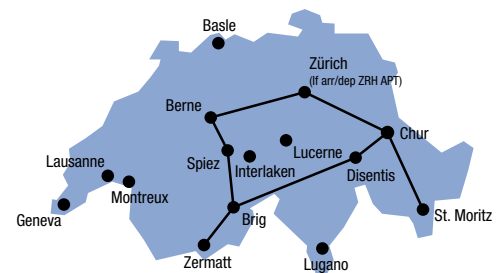 Basle
Zürich
(If arr/dep ZRH APT)
Berne
Chur
Lucerne
Spiez
Interlaken
Lausanne
Disentis
Montreux
Geneva
Brig
St. Moritz
Zermatt
Lugano